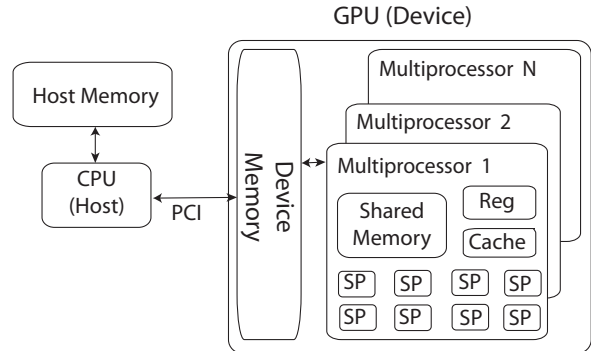 GPU (Device)
Host Memory
CPU
(Host)
PCI
Device
Memory
Multiprocessor N
Multiprocessor 2
Multiprocessor 1
Shared
Memory
Reg
Cache
SP SP SP SP
SP SP SP SP